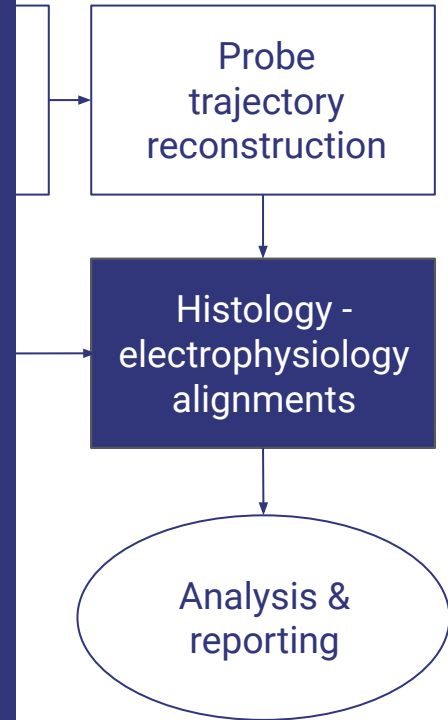 Probe
trajectory
reconstruction
Histology -
electrophysiology
alignments
Analysis &
reporting